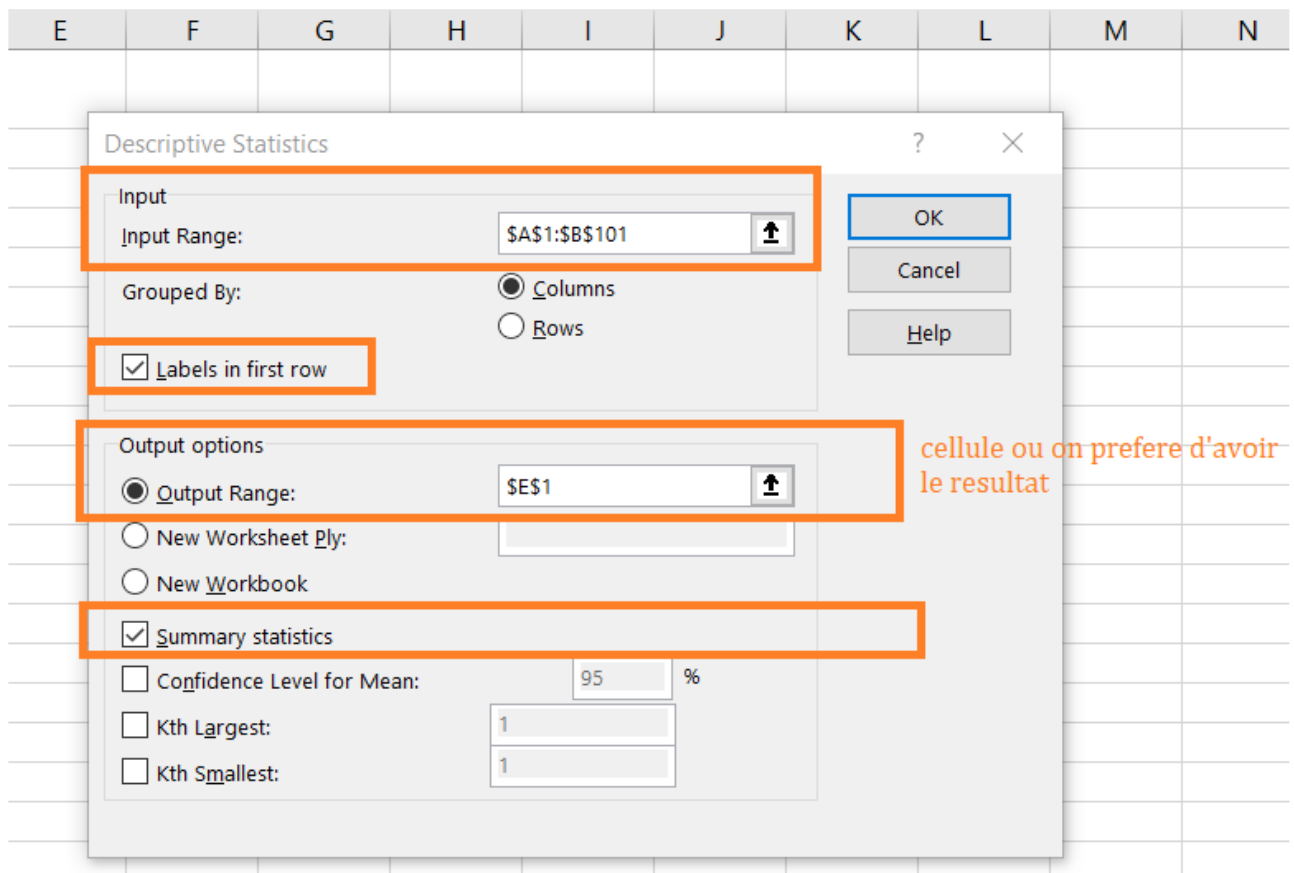 E F G H I J K L M N
Descriptive Statistics ?
Input
Input Range: $A$1:$B$101
OK
Grouped By: Columns
Cancel
Rows
Help
Labels in first row
Output options
cellule ou on prefere d'avoir
le resultat
Output Range: $E$1
New Worksheet Ply:
New Workbook
Summary statistics
Confidence Level for Mean: 95 %
Kth Largest: 1
Kth Smallest: 1